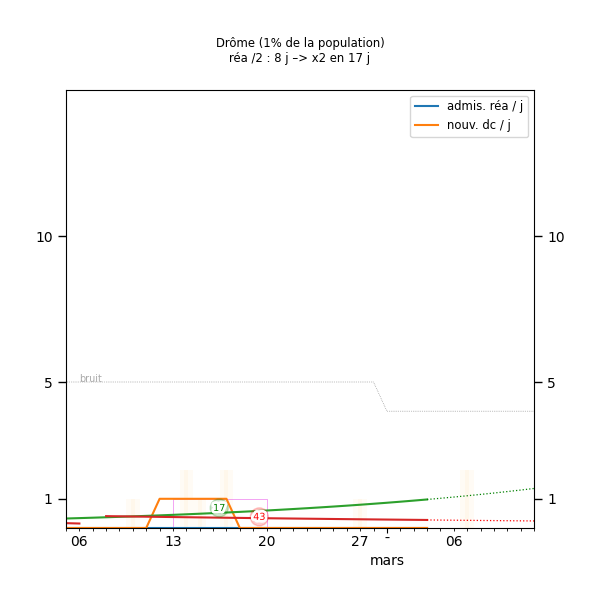 Drôme (1% de la population)
réa /2 : 8 j –> x2 en 17 j
admis. réa / j
nouv. dc / j
10 10
5 5
bruit
1 1
17
43
06 13 20 27 - 06
mars